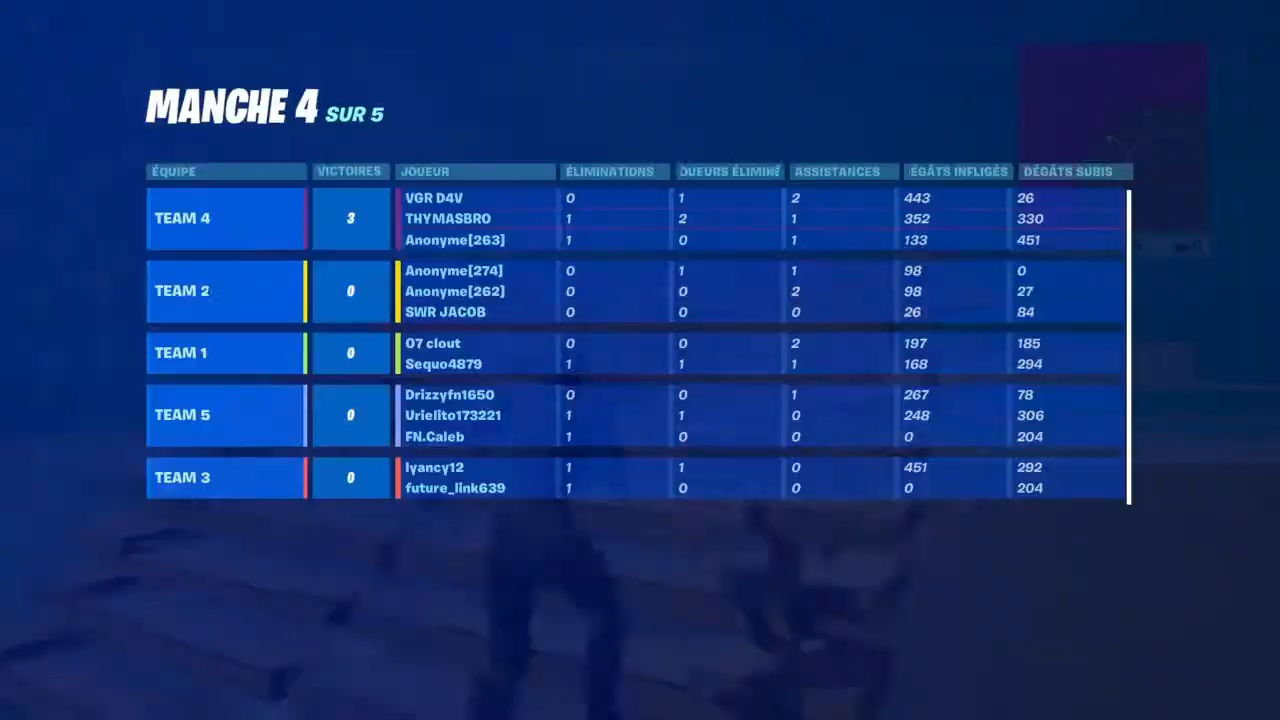 MANCHE 4 SUR 5
ÉQUIPE VICTOIRES JOUEUR ÉLIMINATIONS OUEURS ÉLIMINÉ ASSISTANCES ÉGÂTS INFLIGÉS DÉGÂTS SUBIS
TEAM 4 3
VGR D4V 0 1 2 443 26
THYMASBRO 1 2 1 352 330
Anonyme[263] 1 0 1 133 451
TEAM 2 0
Anonyme[274] 0 1 1 98 0
Anonyme[262] 0 0 2 98 27
SWR JACOB 0 0 0 26 84
TEAM 1 0
O7 clout 0 0 2 197 185
Sequo4879 1 1 1 168 294
TEAM 5 0
Drizzyfn1650 0 0 1 267 78
Urielito173221 1 1 0 248 306
FN.Caleb 1 0 0 0 204
TEAM 3 0
lyancy12 1 1 0 451 292
future_link639 1 0 0 0 204